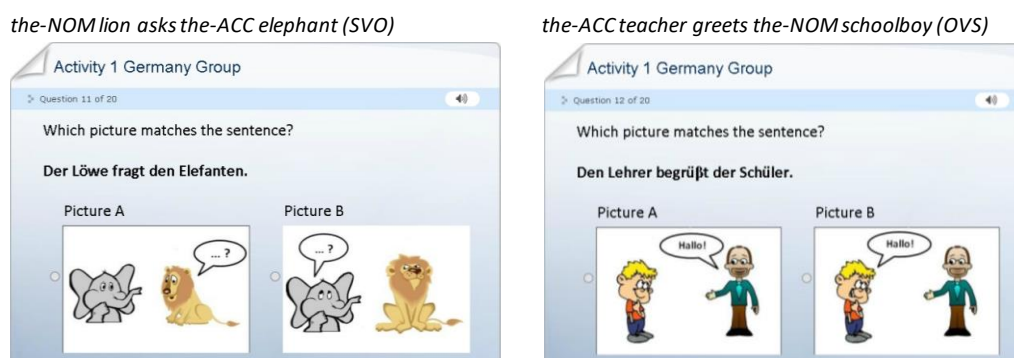 the-NOM lion asks the-ACC elephant (SVO)
Activity 1 Germany Group
Question 11 of 20
Which picture matches the sentence?
Der Löwe fragt den Elefanten.
Picture A
Picture B
... ?
... ?
the-ACC teacher greets the-NOM schoolboy (OVS)
Activity 1 Germany Group
Question 12 of 20
Which picture matches the sentence?
Den Lehrer begrüßt der Schüler.
Picture A
Picture B
Hallo!
Hallo!